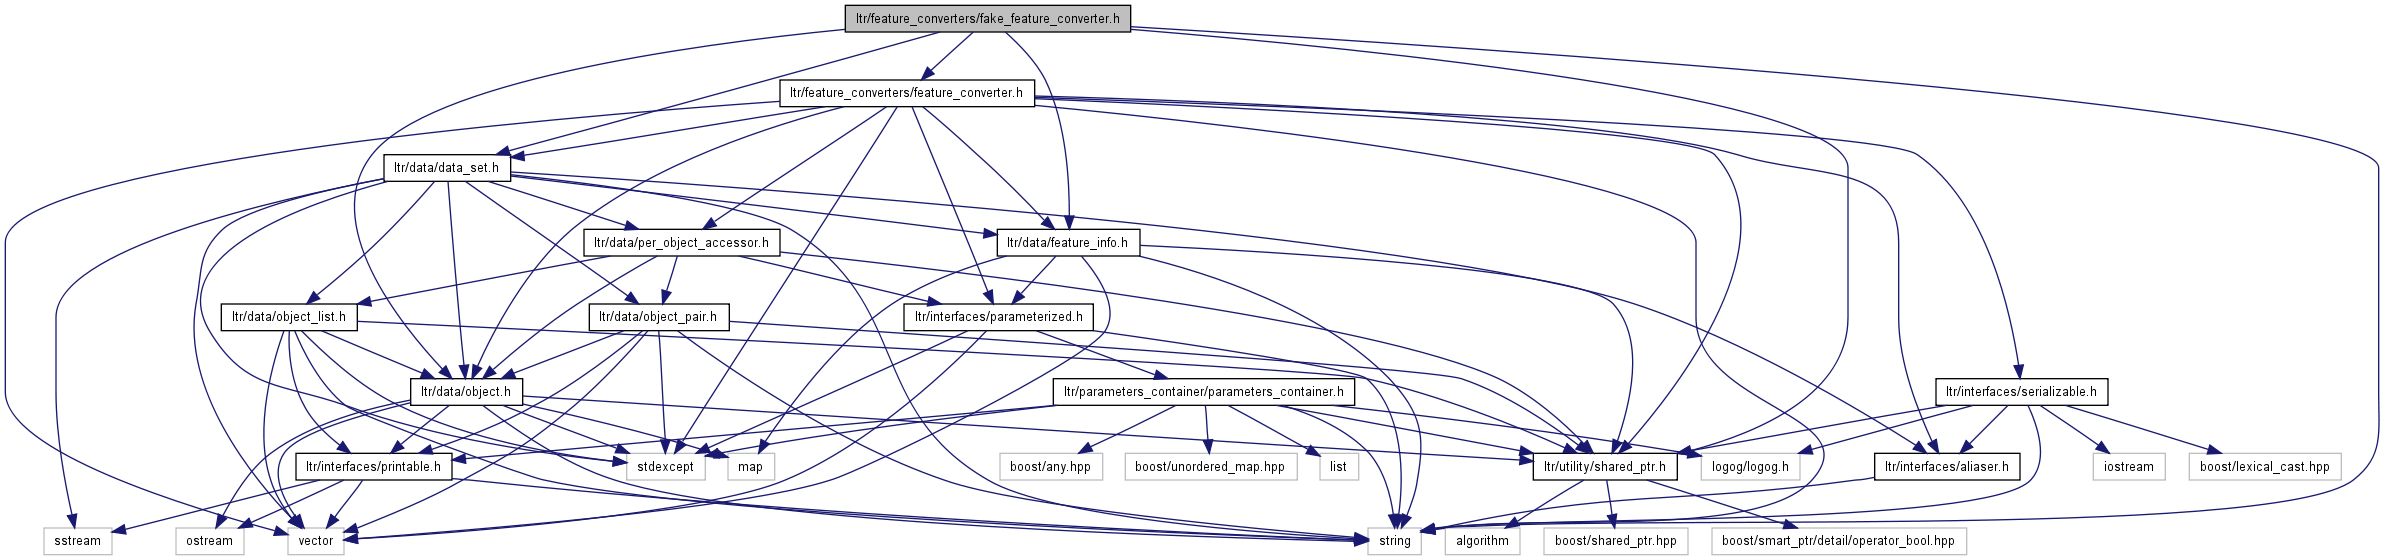 ltr/feature_converters/fake_feature_converter.h
ltr/feature_converters/feature_converter.h
ltr/data/data_set.h
ltr/data/per_object_accessor.h
ltr/data/feature_info.h
ltr/data/object_list.h
ltr/data/object_pair.h
ltr/interfaces/parameterized.h
ltr/data/object.h
ltr/parameters_container/parameters_container.h
ltr/interfaces/serializable.h
ltr/interfaces/printable.h
stdexcept
map
boost/any.hpp
boost/unordered_map.hpp
list
ltr/utility/shared_ptr.h
logog/logog.h
ltr/interfaces/aliaser.h
iostream
boost/lexical_cast.hpp
sstream
ostream
vector
string
algorithm
boost/shared_ptr.hpp
boost/smart_ptr/detail/operator_bool.hpp